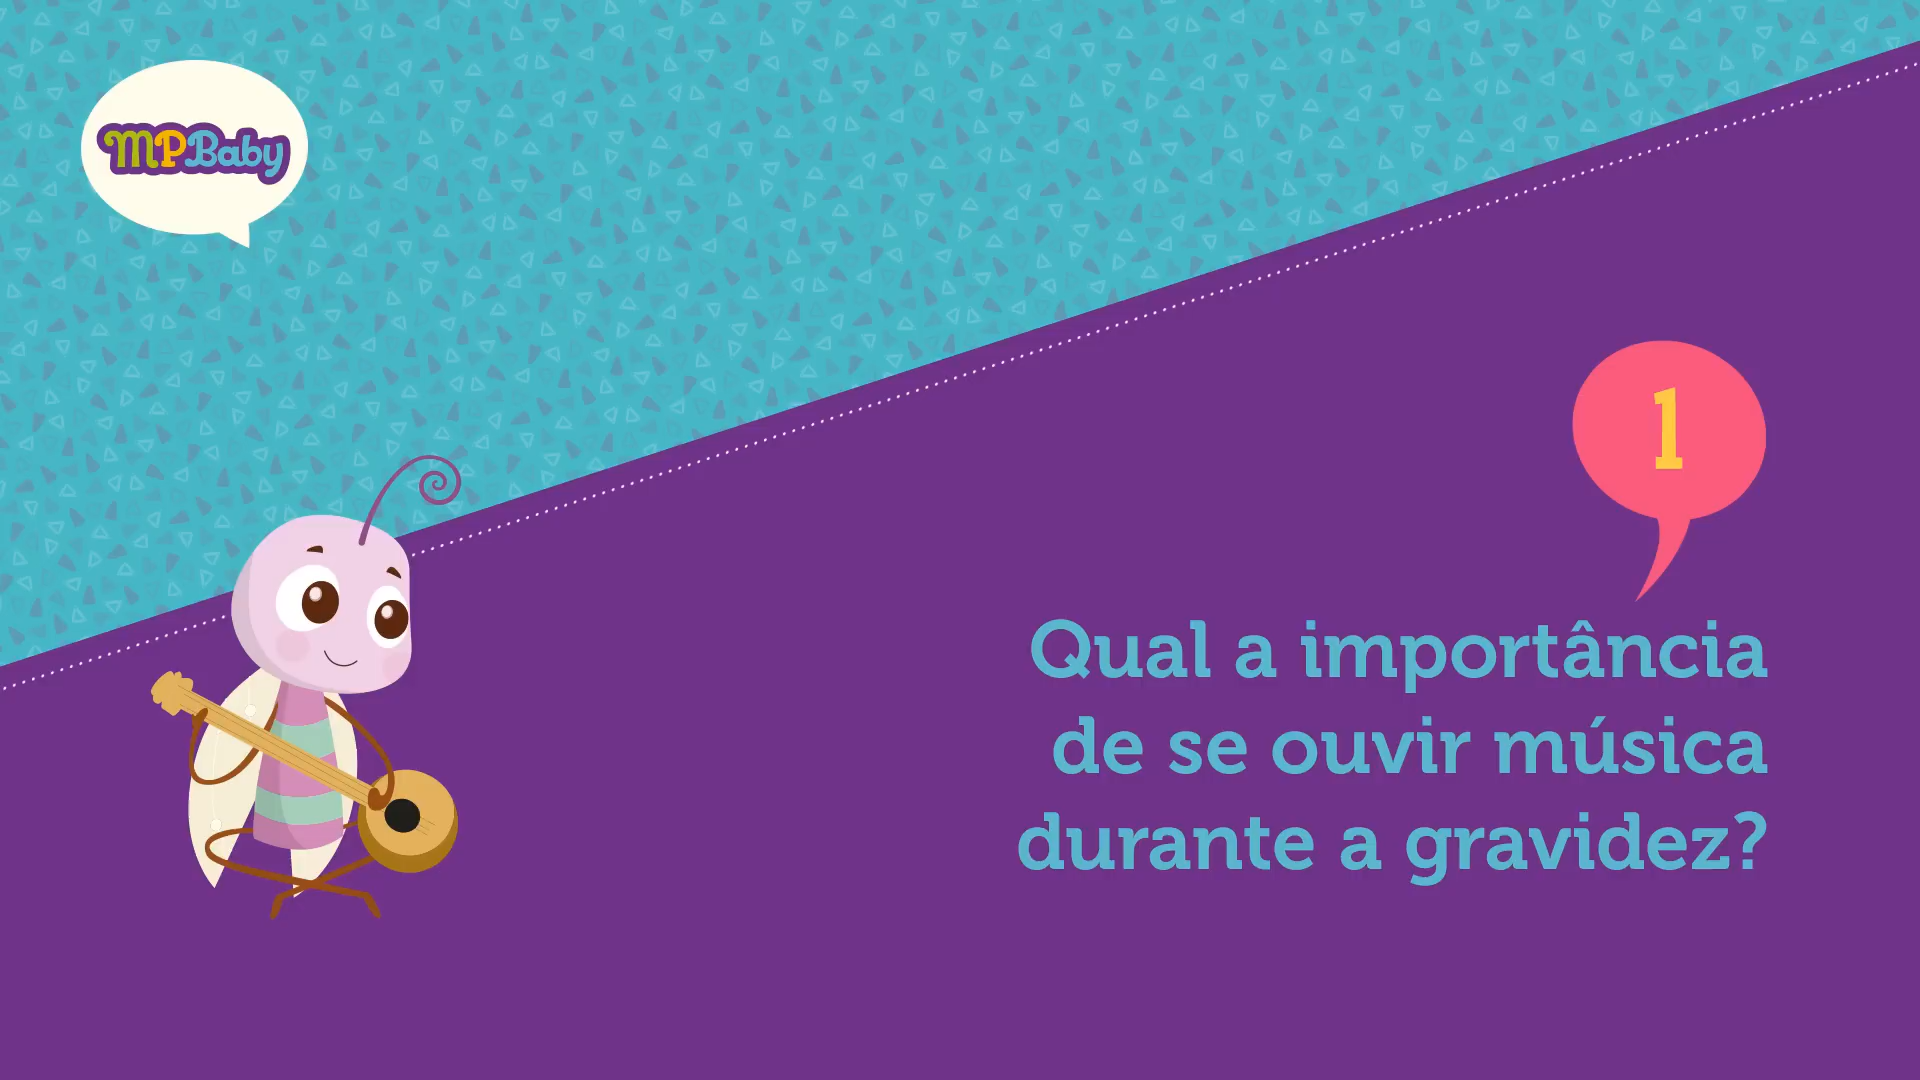 MPBaby
1
Qual a importância
de se ouvir música
durante a gravidez?